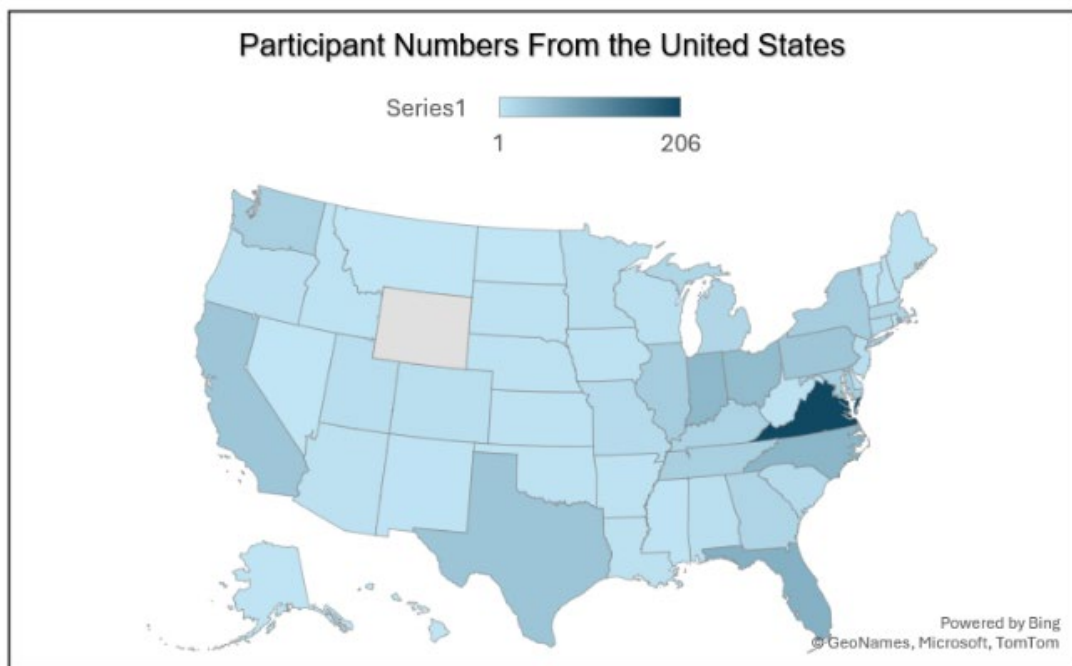 Participant Numbers From the United States
Series1
1 206
Powered by Bing
© GeoNames, Microsoft, TomTom